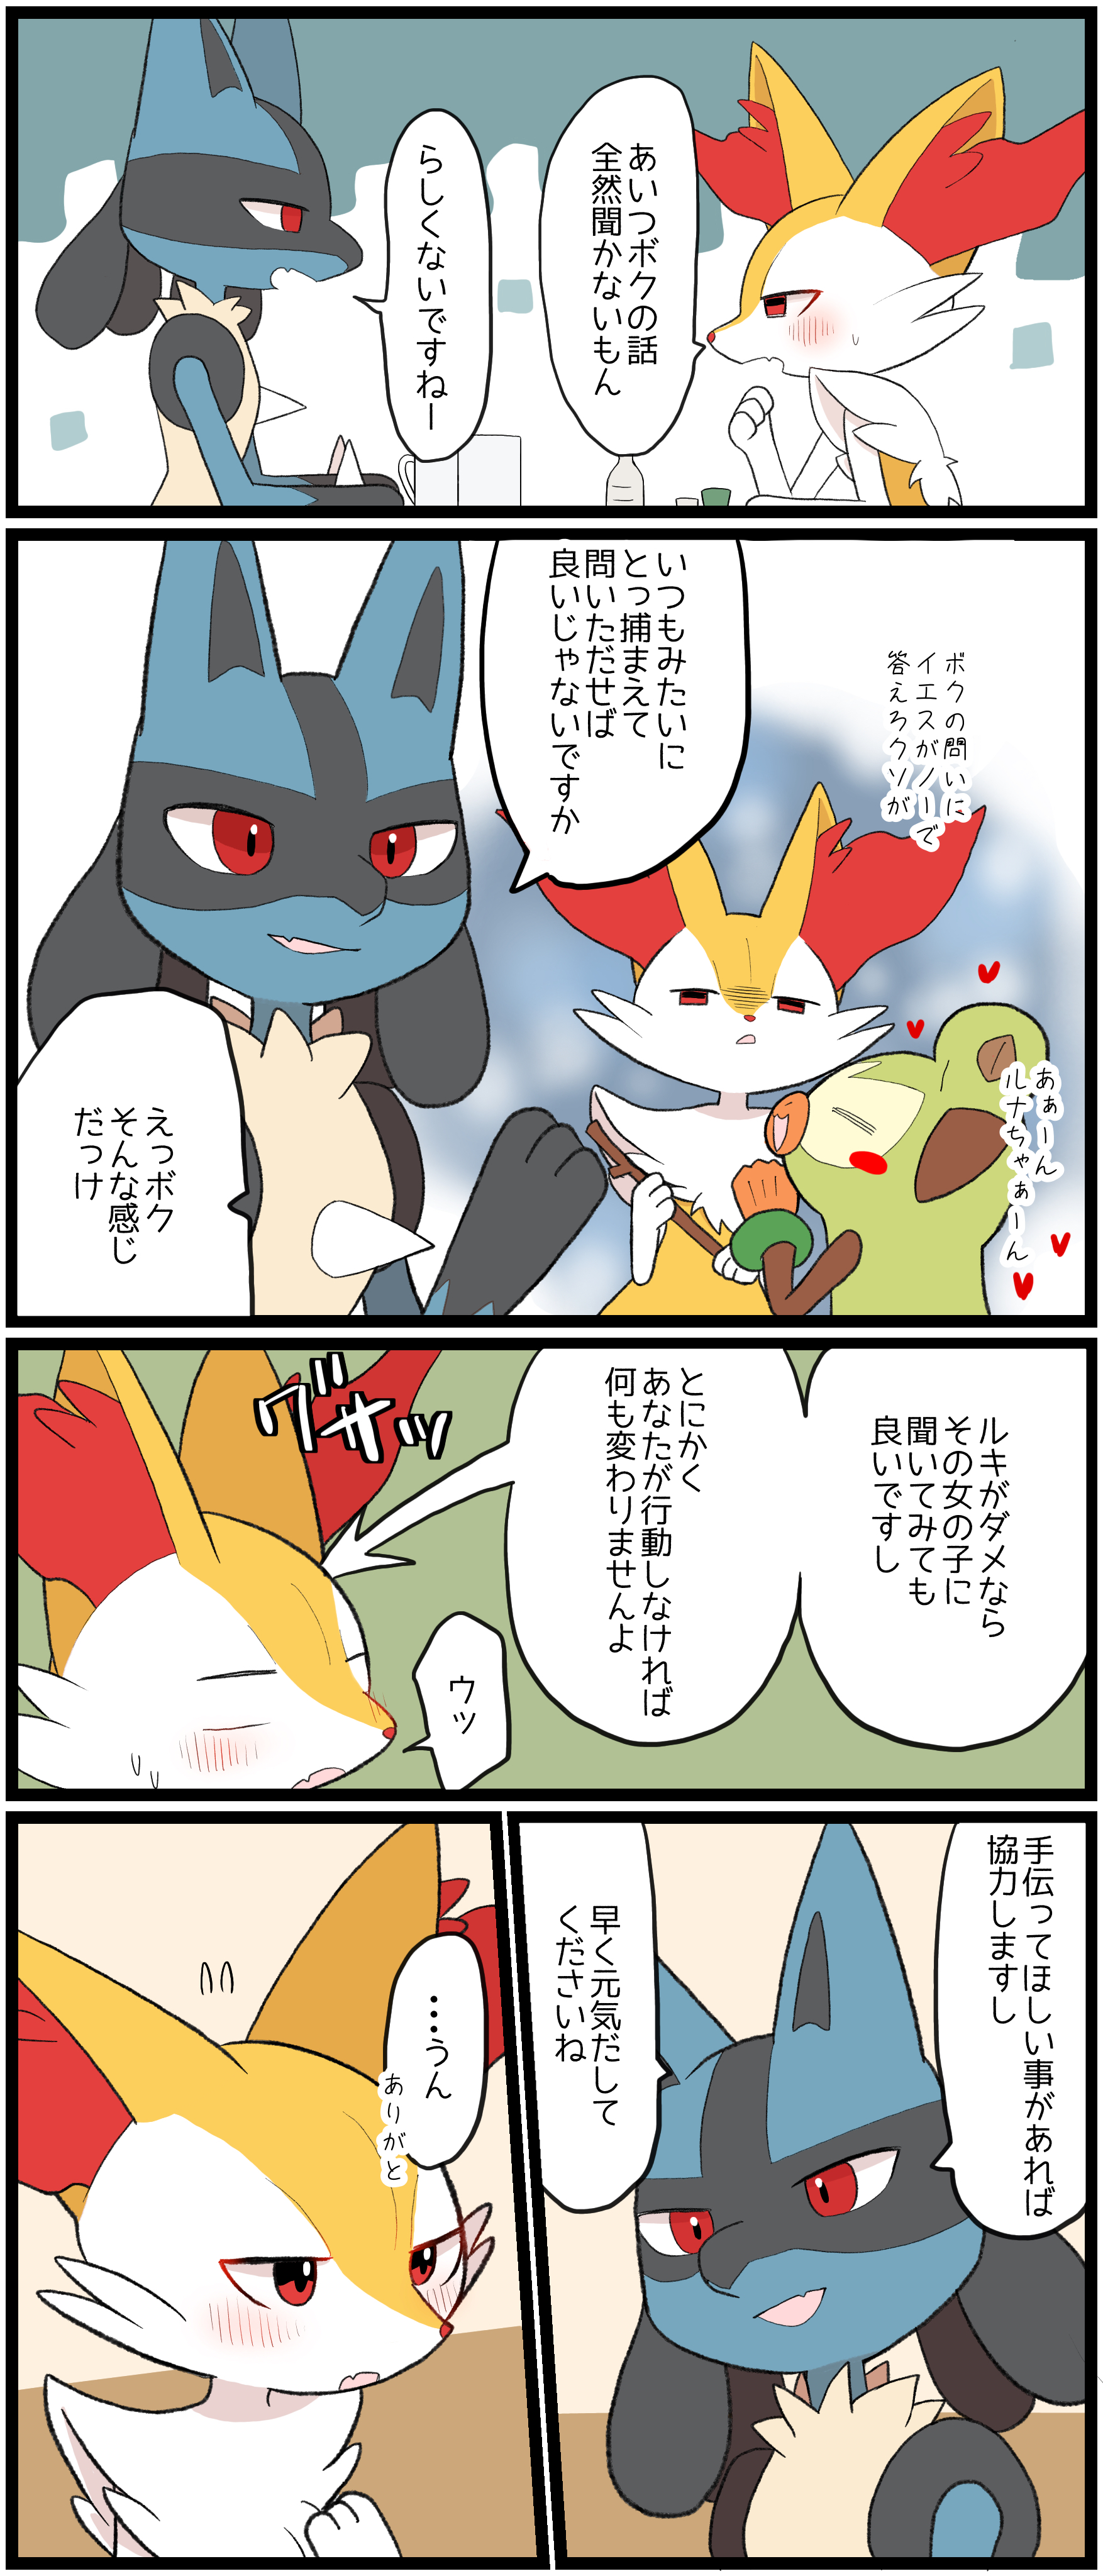 あいつボクの話
全然聞かないもん
らしくないですねー
いつもみたいに
とっ捕まえて
問いただせば
良いじゃないですか
ボクの問いに
イエスかノーで
答えろクソが
あぁーん
ルナちゃぁーん
えっボク
そんな感じ
だっけ
ルキがダメなら
その女の子に
聞いてみても
良いですし
とにかく
あなたが行動しなければ
何も変わりませんよ
グサッ
ウッ
手伝ってほしい事があれば
協力しますし
早く元気だして
くださいね
…うん
ありがと